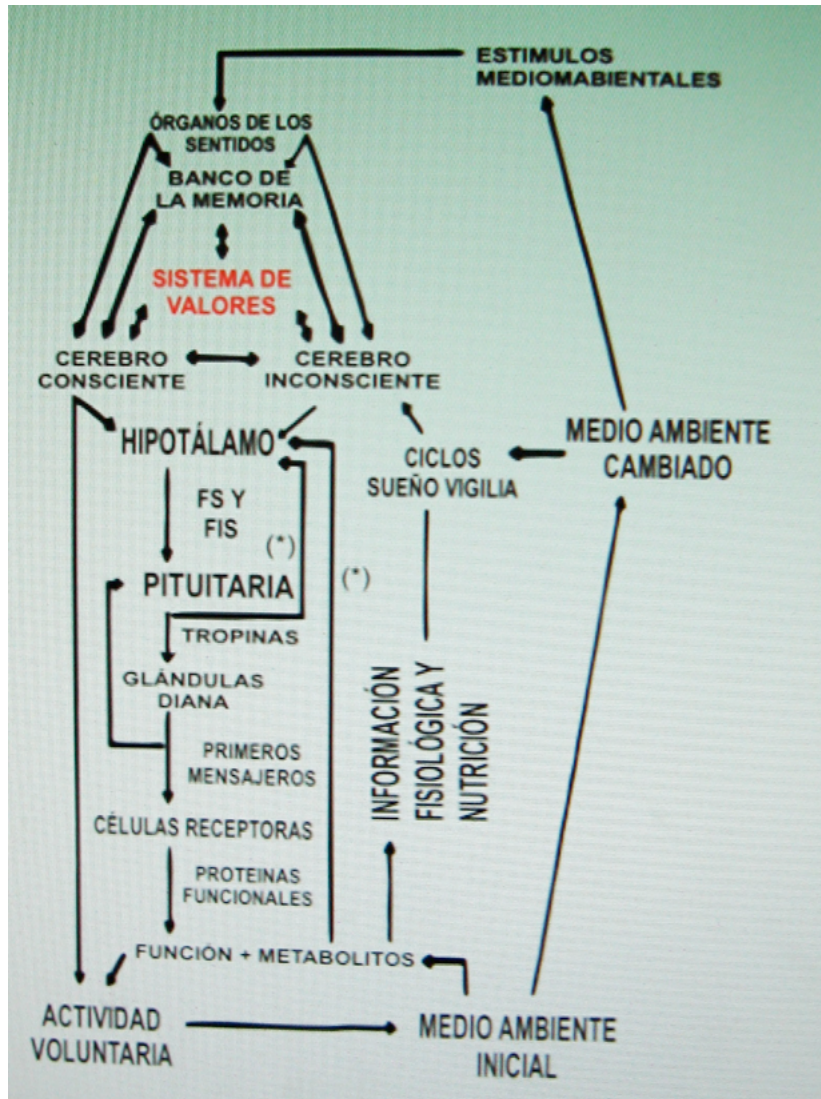 ESTIMULOS
MEDIOMABIENTALES
ÓRGANOS DE LOS
SENTIDOS
BANCO DE
LA MEMORIA
SISTEMA DE
VALORES
CEREBRO
CONSCIENTE
CEREBRO
INCONSCIENTE
HIPOTÁLAMO
CICLOS
SUEÑO VIGILIA
MEDIO AMBIENTE
CAMBIADO
FS Y
FIS
(*)
(*)
PITUITARIA
TROPINAS
GLÁNDULAS
DIANA
INFORMACIÓN
FISIOLÓGICA Y
NUTRICIÓN
PRIMEROS
MENSAJEROS
CÉLULAS RECEPTORAS
PROTEINAS
FUNCIONALES
FUNCIÓN + METABOLITOS
ACTIVIDAD
VOLUNTARIA
MEDIO AMBIENTE
INICIAL